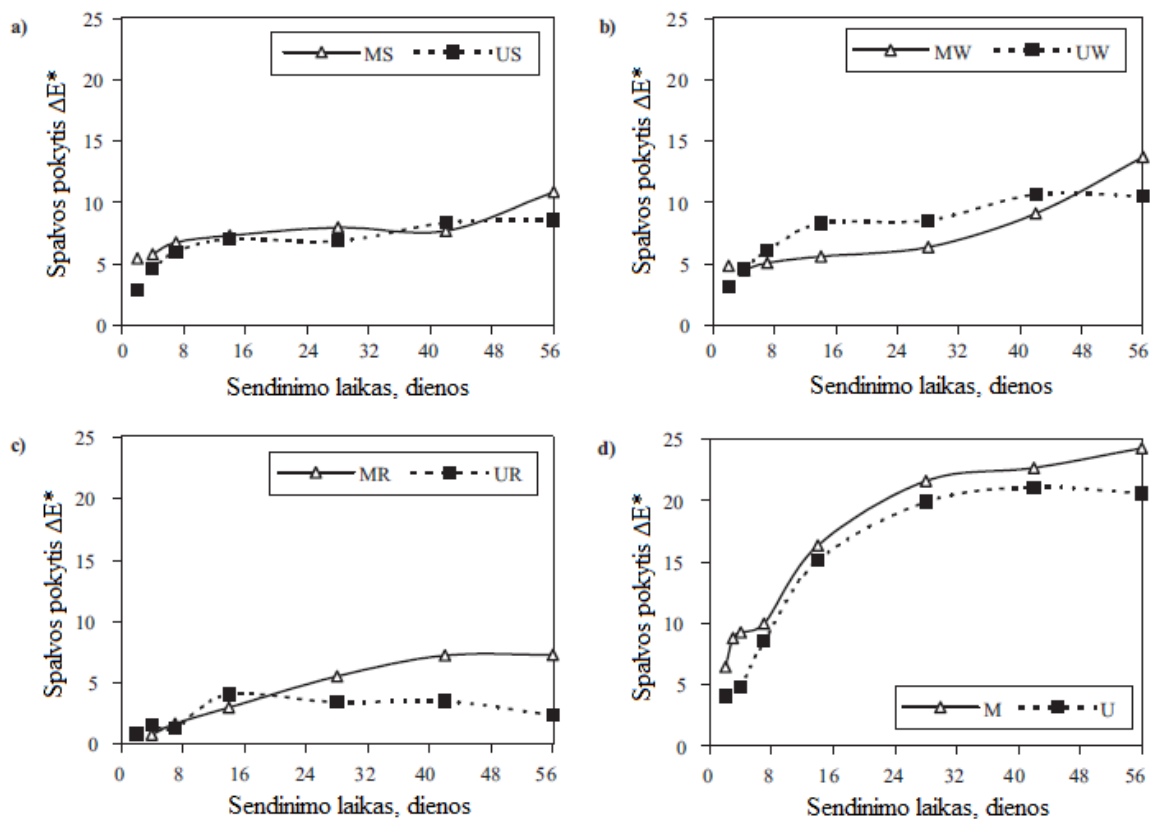 a)
25
20
15
10
5
0
Spalvos pokytis ΔE*
MS US
0 8 16 24 32 40 48 56
Sendinimo laikas, dienos
b)
25
20
15
10
5
0
Spalvos pokytis ΔE*
MW UW
0 8 16 24 32 40 48 56
Sendinimo laikas, dienos
c)
25
20
15
10
5
0
Spalvos pokytis ΔE*
MR UR
0 8 16 24 32 40 48 56
Sendinimo laikas, dienos
d)
25
20
15
10
5
0
Spalvos pokytis ΔE*
M U
0 8 16 24 32 40 48 56
Sendinimo laikas, dienos